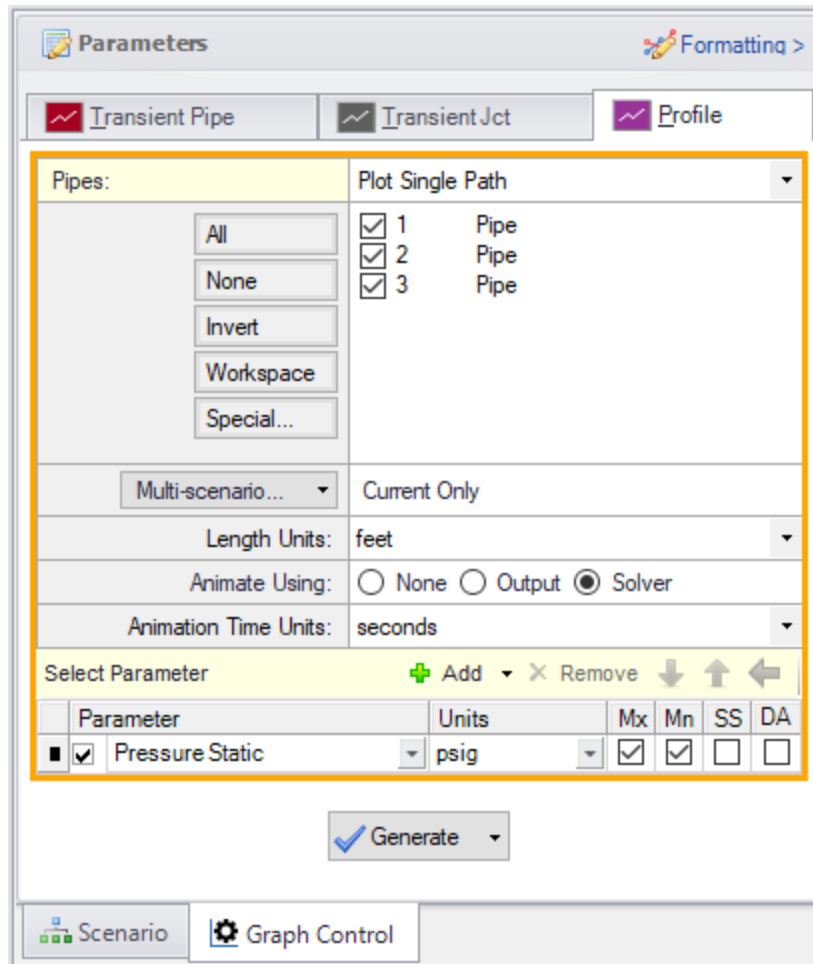 Parameters Formatting >
Transient Pipe Transient Jct Profile
Pipes: Plot Single Path
All 1 Pipe
2 Pipe
None 3 Pipe
Invert
Workspace
Special...
Multi-scenario... Current Only
Length Units: feet
Animate Using: None Output Solver
Animation Time Units: seconds
Select Parameter Add Remove
Parameter Units Mx Mn SS DA
Pressure Static psig
Generate
Scenario Graph Control